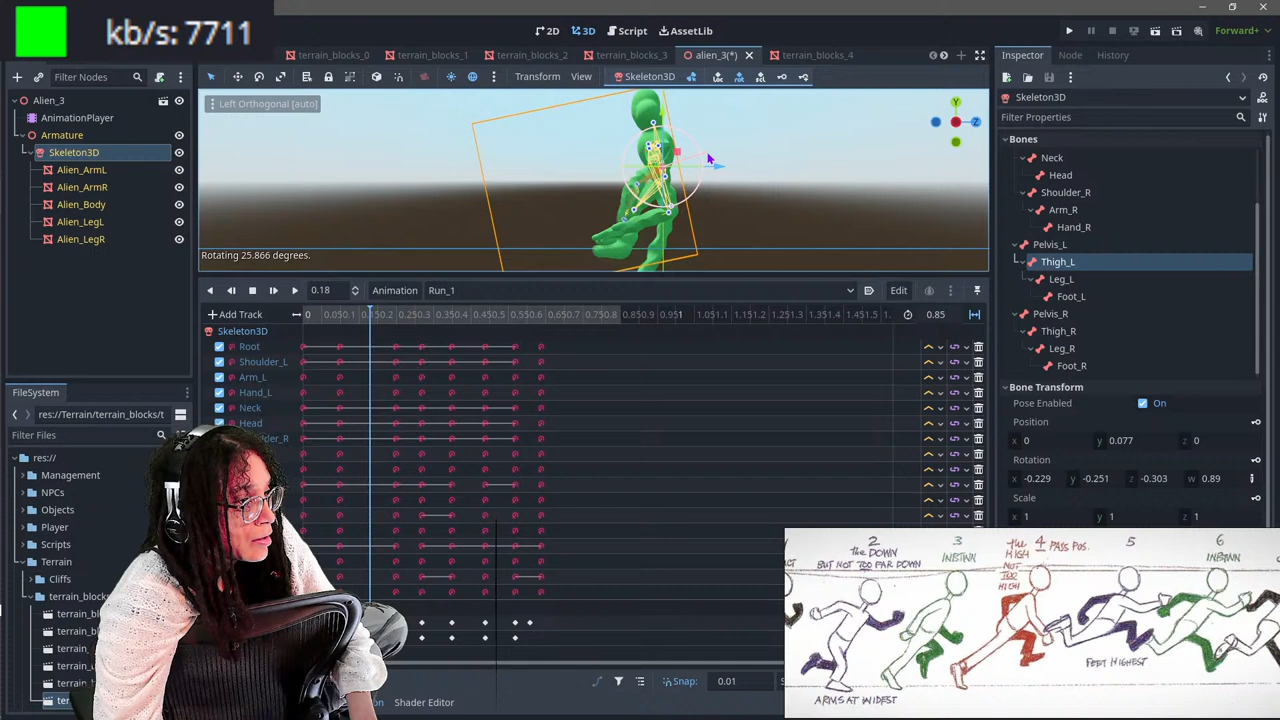 kb/s: 7711
2D 3D Script AssetLib
Forward+
terrain_blocks_0 terrain_blocks_1 terrain_blocks_2 terrain_blocks_3 alien_3(*) terrain_blocks_4
Inspector Node History
Filter Nodes
Transform View Skeleton3D
Alien_3
AnimationPlayer
Armature
Skeleton3D
Alien_ArmL
Alien_ArmR
Alien_Body
Alien_LegL
Alien_LegR
Left Orthogonal [auto]
Y
Z
Rotating 25.866 degrees.
Skeleton3D
Filter Properties
Bones
Neck
Head
Shoulder_R
Arm_R
Hand_R
Pelvis_L
Thigh_L
Leg_L
Foot_L
Pelvis_R
Thigh_R
Leg_R
Foot_R
Bone Transform
Pose Enabled On
Position
x 0 y 0.077 z 0
Rotation
x -0.229 y -0.251 z -0.303 w 0.89
Scale
x 1 y 1 z 1
0.18 Animation Run_1 Edit
Add Track
0.85
Skeleton3D
Root
Shoulder_L
Arm_L
Hand_L
Neck
Head
Snap: 0.01
Shader Editor
FileSystem
res://Terrain/terrain_blocks/t
Filter Files
res://
Management
NPCs
Objects
Player
Scripts
Terrain
Cliffs
2
the DOWN
BUT NOT TOO FAR DOWN
ARMS AT WIDEST
3
the HIGH
NOT TOO HIGH
4 PASS POS.
5
FEET HIGHEST
6